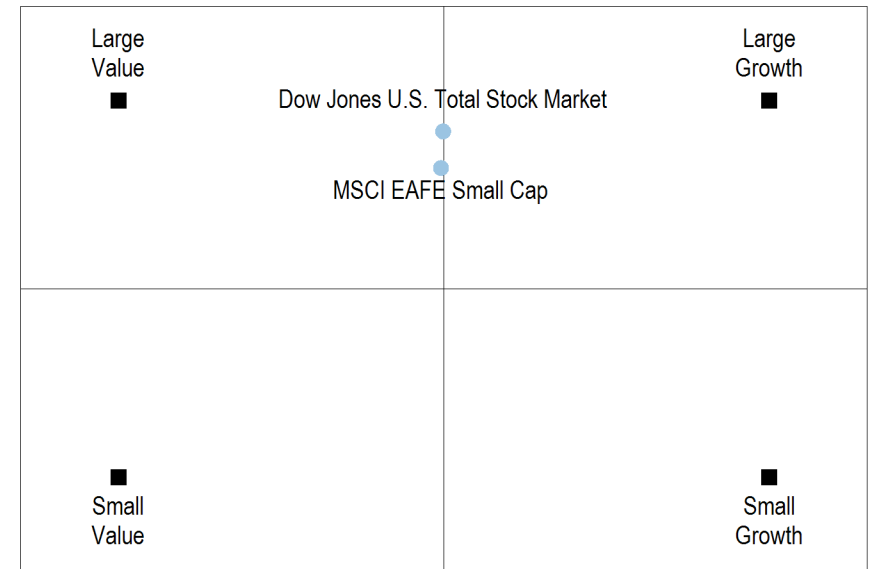 Large
Value
Large
Growth
Dow Jones U.S. Total Stock Market
MSCI EAFE Small Cap
Small
Value
Small
Growth